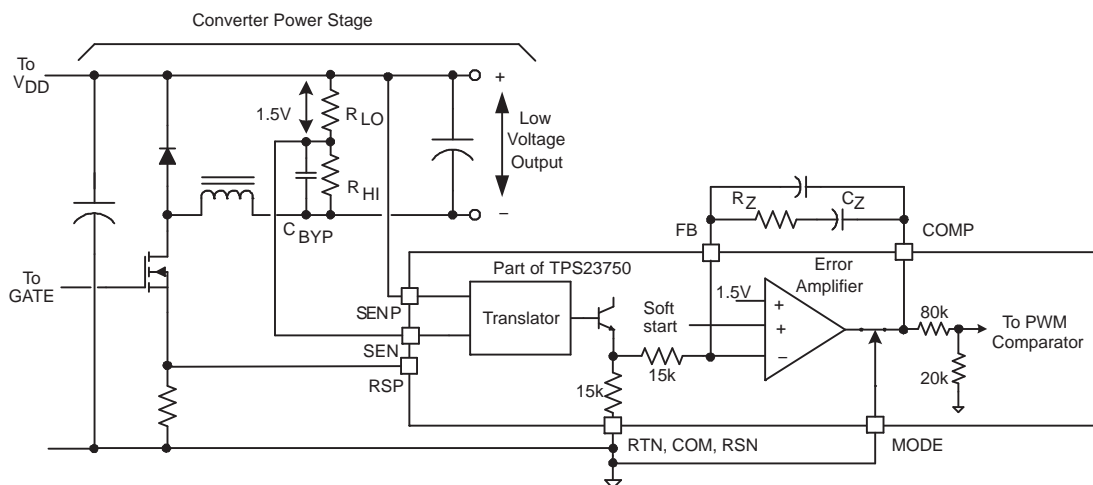 Converter Power Stage
To
VDD
1.5V
RLO
RHI
CBYP
+
Low
Voltage
Output
−
To
GATE
RZ
CZ
FB
COMP
Part of TPS23750
Error
Amplifier
SENP
Translator
Soft
start
1.5V
+
+
−
80k
To PWM
Comparator
SEN
RSP
15k
15k
20k
RTN, COM, RSN
MODE